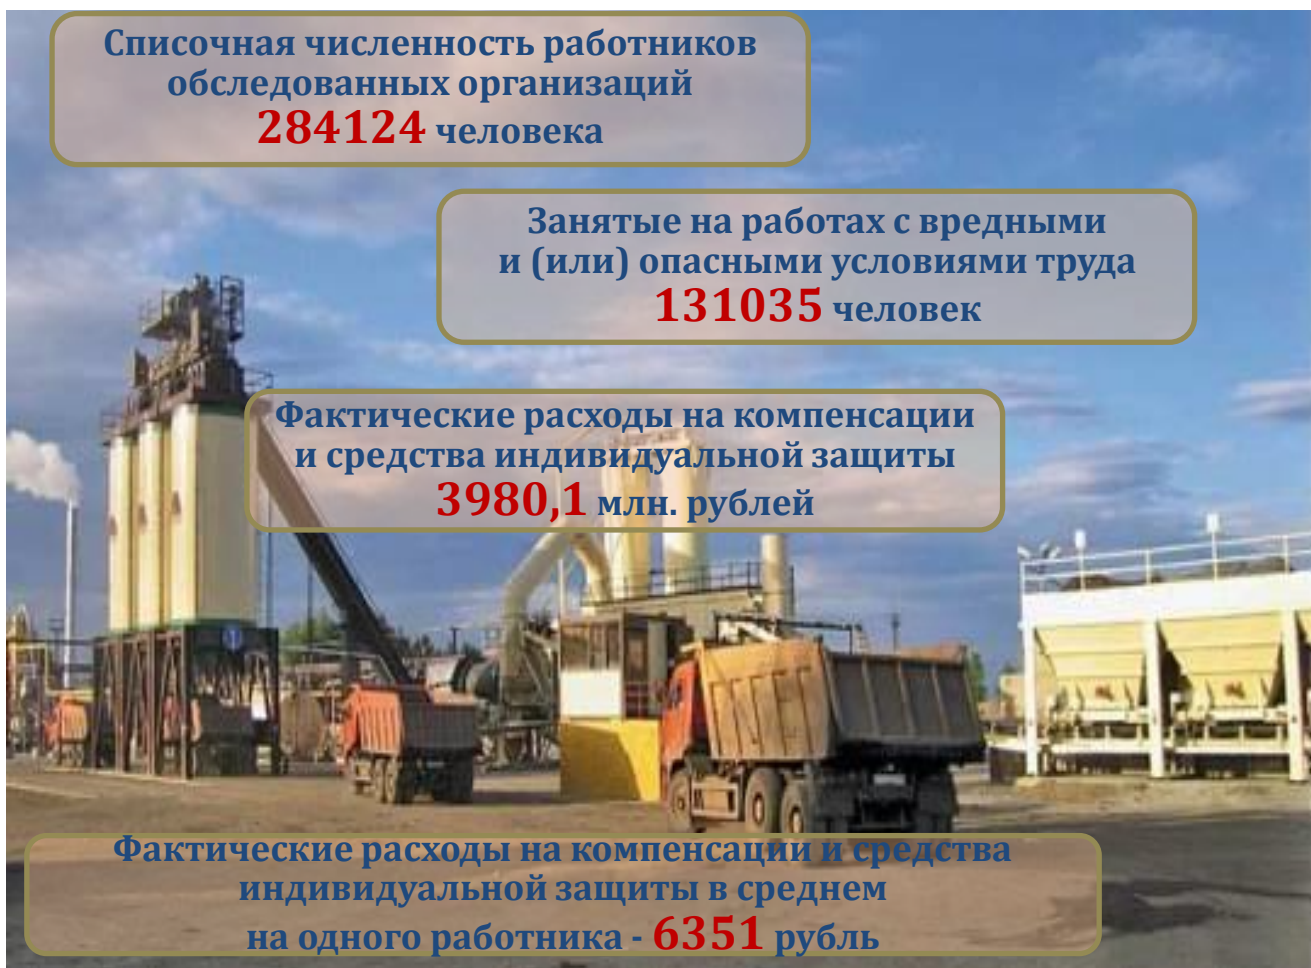 Списочная численность работников
обследованных организаций
284124 человека
Занятые на работах с вредными
и (или) опасными условиями труда
131035 человек
Фактические расходы на компенсации
и средства индивидуальной защиты
3980,1 млн. рублей
Фактические расходы на компенсации и средства
индивидуальной защиты в среднем
на одного работника - 6351 рубль